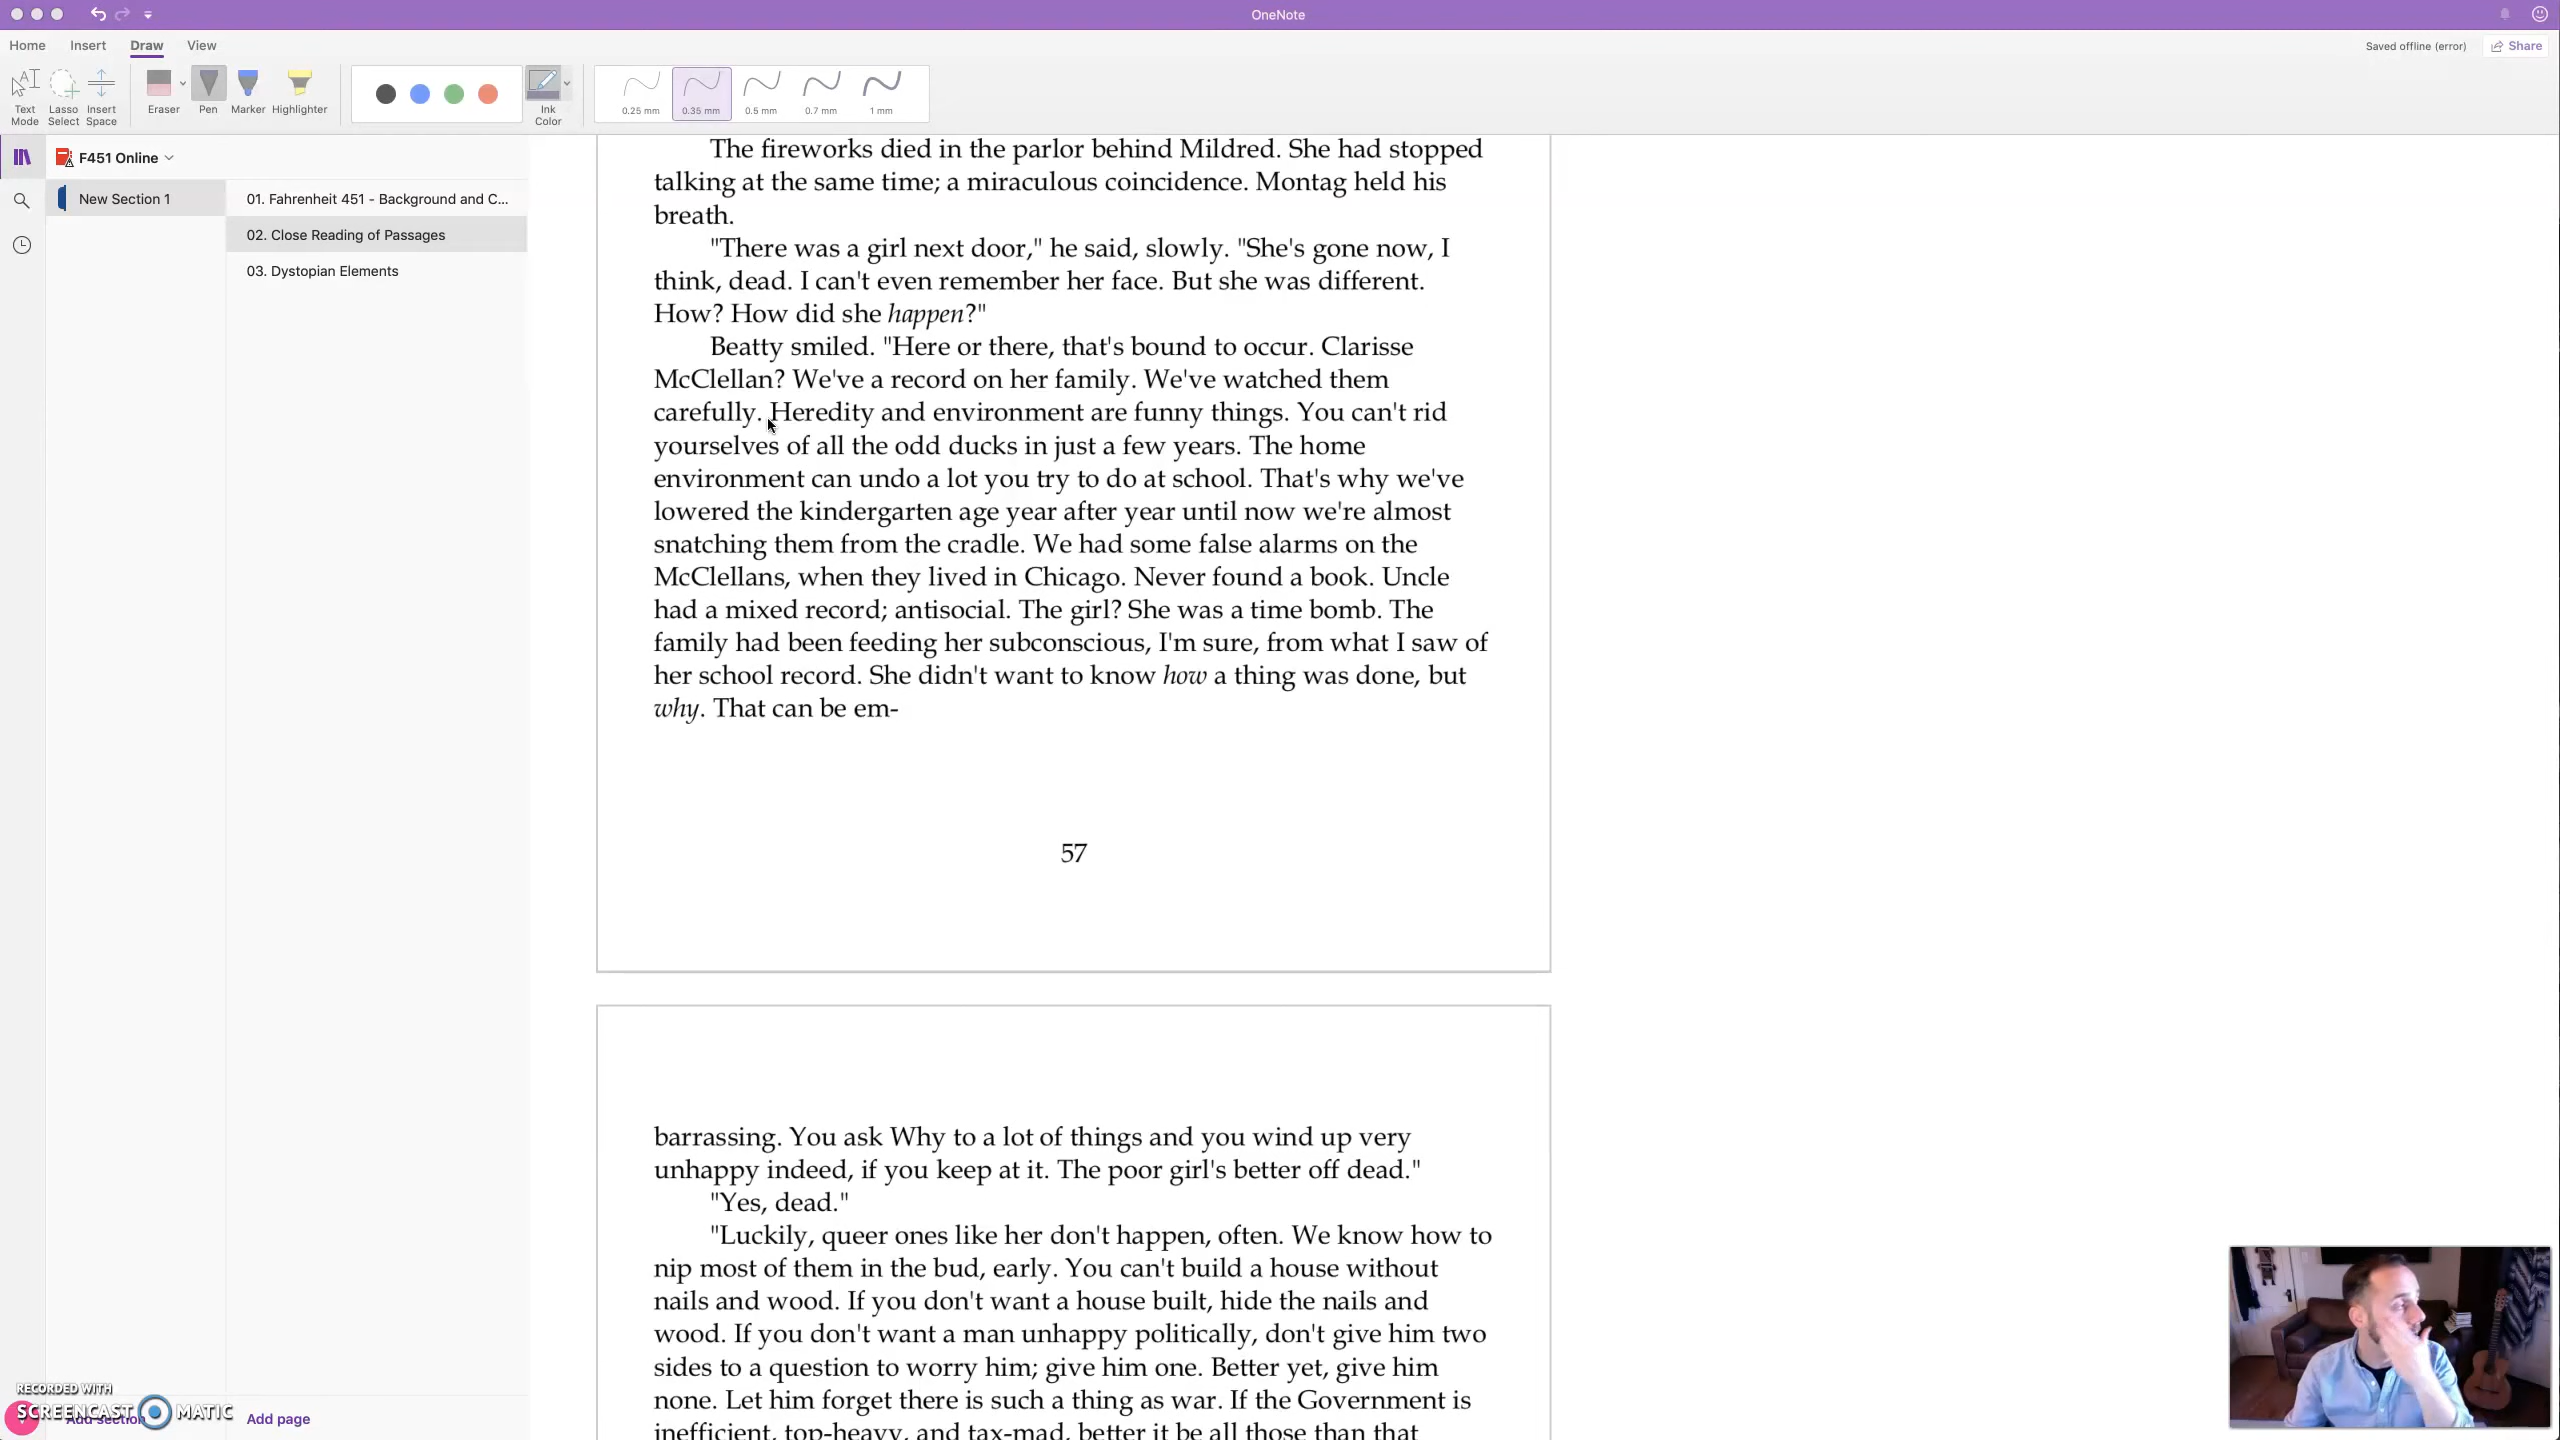 OneNote
Home Insert Draw View
Saved offline (error) Share
Text Mode
Lasso Select
Insert Space
Eraser Pen Marker Highlighter
Ink Color
0.25 mm 0.35 mm 0.5 mm 0.7 mm 1 mm
F451 Online
New Section 1
01. Fahrenheit 451 - Background and C...
02. Close Reading of Passages
03. Dystopian Elements
The fireworks died in the parlor behind Mildred. She had stopped
talking at the same time; a miraculous coincidence. Montag held his
breath.
"There was a girl next door," he said, slowly. "She's gone now, I
think, dead. I can't even remember her face. But she was different.
How? How did she happen?"
Beatty smiled. "Here or there, that's bound to occur. Clarisse
McClellan? We've a record on her family. We've watched them
carefully. Heredity and environment are funny things. You can't rid
yourselves of all the odd ducks in just a few years. The home
environment can undo a lot you try to do at school. That's why we've
lowered the kindergarten age year after year until now we're almost
snatching them from the cradle. We had some false alarms on the
McClellans, when they lived in Chicago. Never found a book. Uncle
had a mixed record; antisocial. The girl? She was a time bomb. The
family had been feeding her subconscious, I'm sure, from what I saw of
her school record. She didn't want to know how a thing was done, but
why. That can be em-
57
barrassing. You ask Why to a lot of things and you wind up very
unhappy indeed, if you keep at it. The poor girl's better off dead."
"Yes, dead."
"Luckily, queer ones like her don't happen, often. We know how to
nip most of them in the bud, early. You can't build a house without
nails and wood. If you don't want a house built, hide the nails and
wood. If you don't want a man unhappy politically, don't give him two
sides to a question to worry him; give him one. Better yet, give him
none. Let him forget there is such a thing as war. If the Government is
inefficient, top-heavy, and tax-mad, better it be all those than that
RECORDED WITH
SCREENCAST MATIC
Add section
Add page